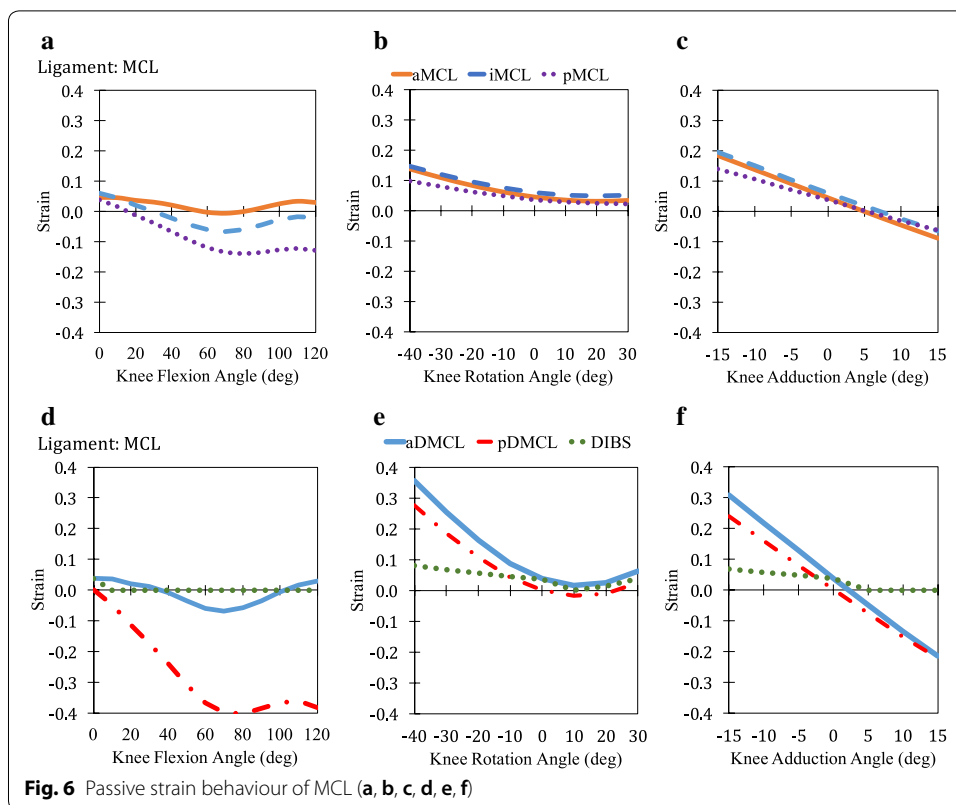 a
b
c
Ligament: MCL
aMCL iMCL pMCL
0.4
0.3
0.2
0.1
0.0
-0.1
-0.2
-0.3
-0.4
Strain
0 20 40 60 80 100 120
Knee Flexion Angle (deg)
0.4
0.3
0.2
0.1
0.0
-0.1
-0.2
-0.3
-0.4
Strain
-40 -30 -20 -10 0 10 20 30
Knee Rotation Angle (deg)
0.4
0.3
0.2
0.1
0.0
-0.1
-0.2
-0.3
-0.4
Strain
-15 -10 -5 0 5 10 15
Knee Adduction Angle (deg)
d
e
f
Ligament: MCL
aDMCL pDMCL DIBS
0.4
0.3
0.2
0.1
0.0
-0.1
-0.2
-0.3
-0.4
Strain
0 20 40 60 80 100 120
Knee Flexion Angle (deg)
0.4
0.3
0.2
0.1
0.0
-0.1
-0.2
-0.3
-0.4
Strain
-40 -30 -20 -10 0 10 20 30
Knee Rotation Angle (deg)
0.4
0.3
0.2
0.1
0.0
-0.1
-0.2
-0.3
-0.4
Strain
-15 -10 -5 0 5 10 15
Knee Adduction Angle (deg)
Fig. 6 Passive strain behaviour of MCL (a, b, c, d, e, f)